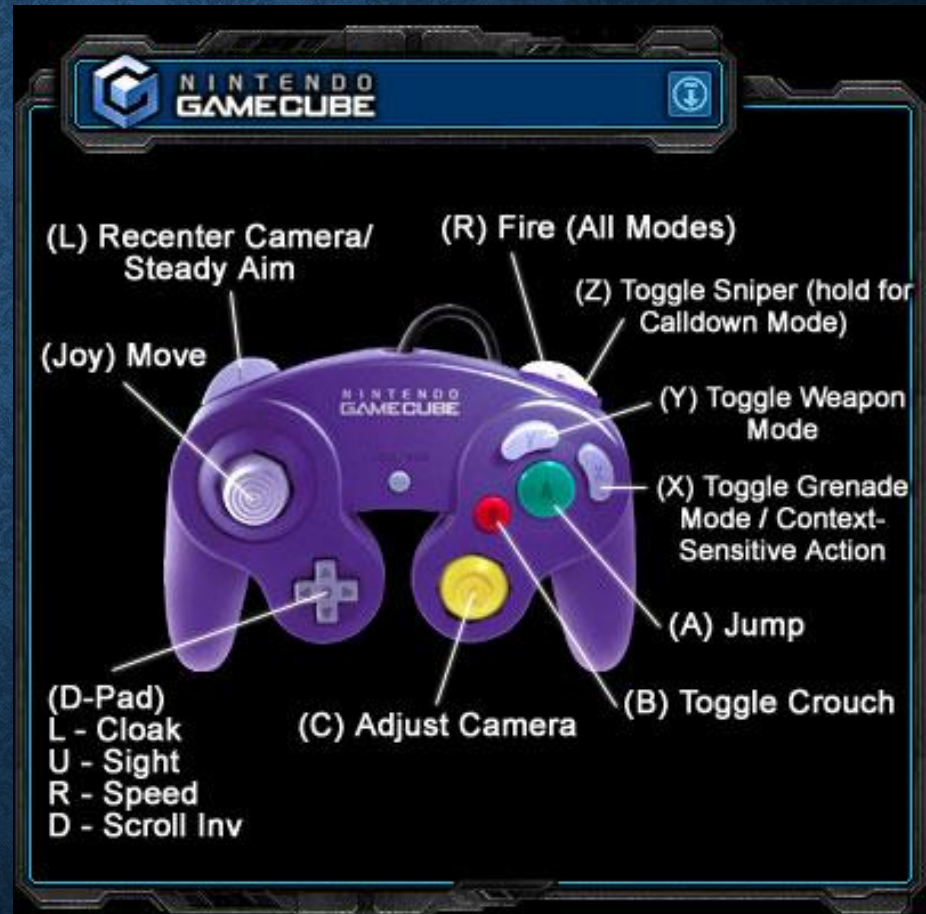 NINTENDO
GAMECUBE
(L) Recenter Camera/
Steady Aim
(R) Fire (All Modes)
(Z) Toggle Sniper (hold for
Calldown Mode)
(Joy) Move
NINTENDO
GAMECUBE
(Y) Toggle Weapon
Mode
Y
X
A
(X) Toggle Grenade
Mode / Context-
Sensitive Action
(A) Jump
(D-Pad)
L - Cloak
U - Sight
R - Speed
D - Scroll Inv
(C) Adjust Camera
(B) Toggle Crouch